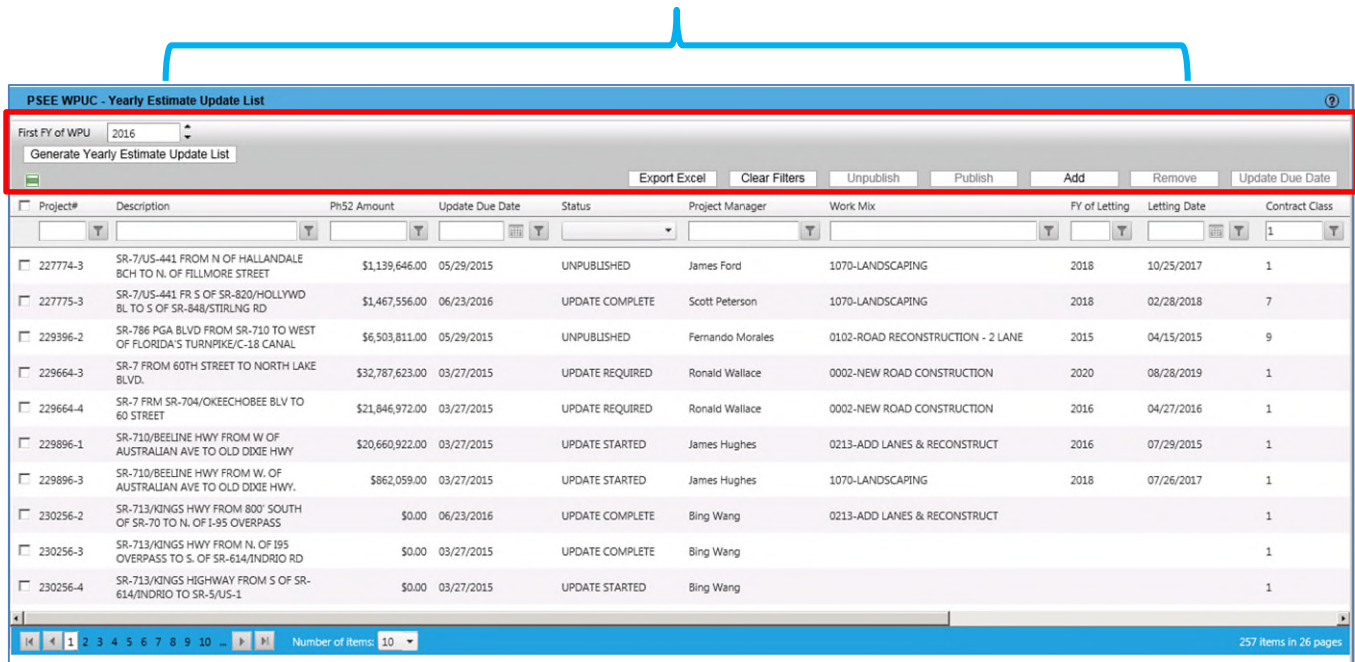 PSEE WPUC - Yearly Estimate Update List ?
First FY of WPU 2016
Generate Yearly Estimate Update List
Export Excel Clear Filters Unpublish Publish Add Remove Update Due Date
Project# Description Ph52 Amount Update Due Date Status Project Manager Work Mix FY of Letting Letting Date Contract Class
1
227774-3 SR-7/US-441 FROM N OF HALLANDALE BCH TO N. OF FILLMORE STREET $1,139,646.00 05/29/2015 UNPUBLISHED James Ford 1070-LANDSCAPING 2018 10/25/2017 1
227775-3 SR-7/US-441 FR S OF SR-820/HOLLYWD BL TO S OF SR-848/STIRLNG RD $1,467,556.00 06/23/2016 UPDATE COMPLETE Scott Peterson 1070-LANDSCAPING 2018 02/28/2018 7
229396-2 SR-786 PGA BLVD FROM SR-710 TO WEST OF FLORIDA'S TURNPIKE/C-18 CANAL $6,503,811.00 05/29/2015 UNPUBLISHED Fernando Morales 0102-ROAD RECONSTRUCTION - 2 LANE 2015 04/15/2015 9
229664-3 SR-7 FROM 60TH STREET TO NORTH LAKE BLVD. $32,787,623.00 03/27/2015 UPDATE REQUIRED Ronald Wallace 0002-NEW ROAD CONSTRUCTION 2020 08/28/2019 1
229664-4 SR-7 FRM SR-704/OKEECHOBEE BLV TO 60 STREET $21,846,972.00 03/27/2015 UPDATE REQUIRED Ronald Wallace 0002-NEW ROAD CONSTRUCTION 2016 04/27/2016 1
229896-1 SR-710/BEELINE HWY FROM W OF AUSTRALIAN AVE TO OLD DIXIE HWY $20,660,922.00 03/27/2015 UPDATE STARTED James Hughes 0213-ADD LANES & RECONSTRUCT 2016 07/29/2015 1
229896-3 SR-710/BEELINE HWY FROM W. OF AUSTRALIAN AVE TO OLD DIXIE HWY. $862,059.00 03/27/2015 UPDATE STARTED James Hughes 1070-LANDSCAPING 2018 07/26/2017 1
230256-2 SR-713/KINGS HWY FROM 800' SOUTH OF SR-70 TO N. OF I-95 OVERPASS $0.00 06/23/2016 UPDATE COMPLETE Bing Wang 0213-ADD LANES & RECONSTRUCT 1
230256-3 SR-713/KINGS HWY FROM N. OF I95 OVERPASS TO S. OF SR-614/INDRIO RD $0.00 03/27/2015 UPDATE COMPLETE Bing Wang 1
230256-4 SR-713/KINGS HIGHWAY FROM S OF SR-614/INDRIO TO SR-5/US-1 $0.00 03/27/2015 UPDATE STARTED Bing Wang 1
1 2 3 4 5 6 7 8 9 10 ... Number of items: 10 257 items in 26 pages